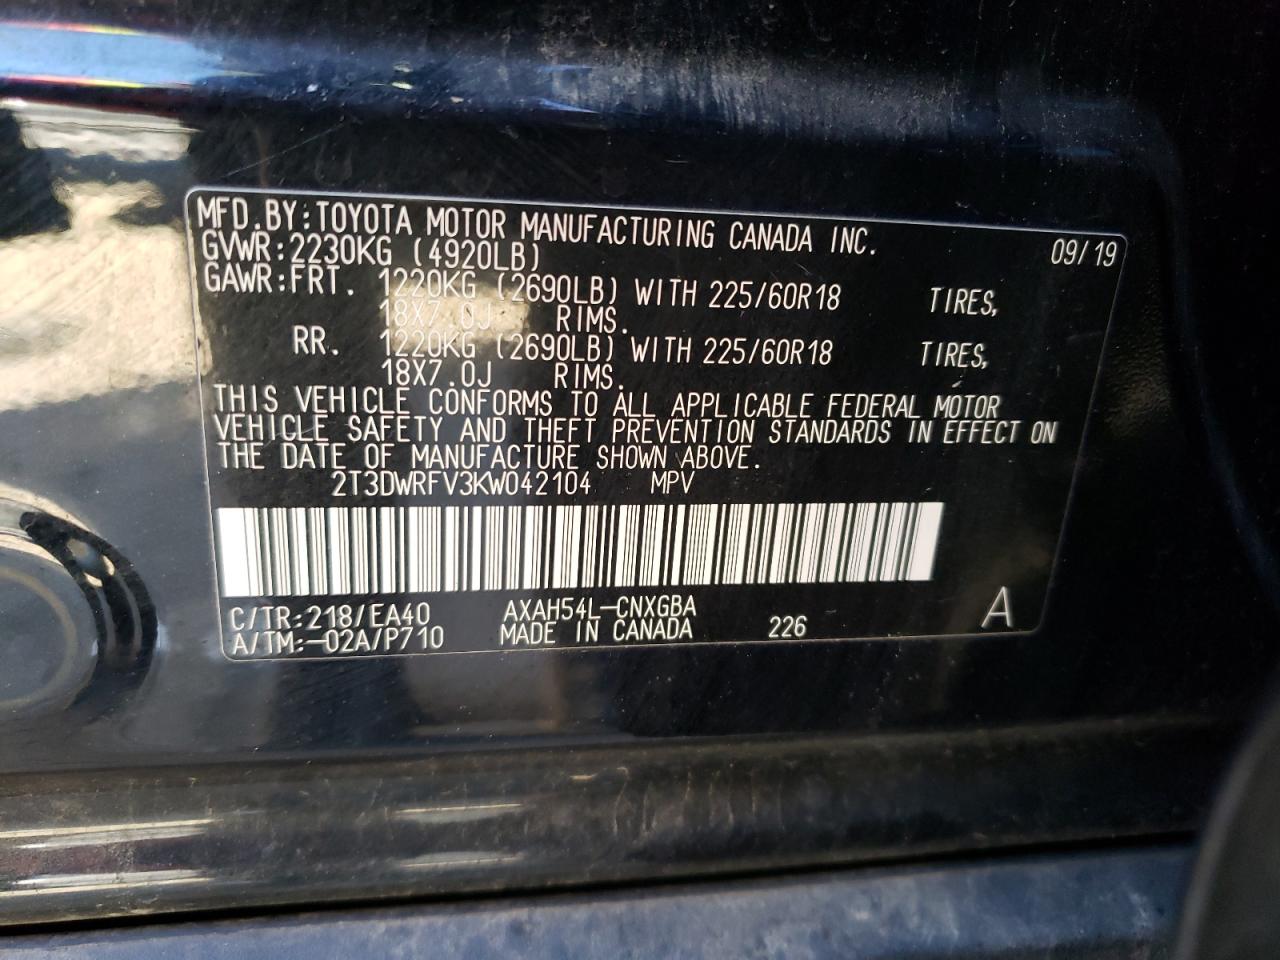 MFD.BY:TOYOTA MOTOR MANUFACTURING CANADA INC. 09/19
GVWR:2230KG (4920LB)
GAWR:FRT. 1220KG (2690LB) WITH 225/60R18 TIRES,
18X7.0J RIMS.
RR. 1220KG (2690LB) WITH 225/60R18 TIRES,
18X7.0J RIMS.
THIS VEHICLE CONFORMS TO ALL APPLICABLE FEDERAL MOTOR
VEHICLE SAFETY AND THEFT PREVENTION STANDARDS IN EFFECT ON
THE DATE OF MANUFACTURE SHOWN ABOVE.
2T3DWRFV3KW042104 MPV
C/TR:218/EA40 AXAH54L-CNXGBA A
A/TM:-02A/P710 MADE IN CANADA 226